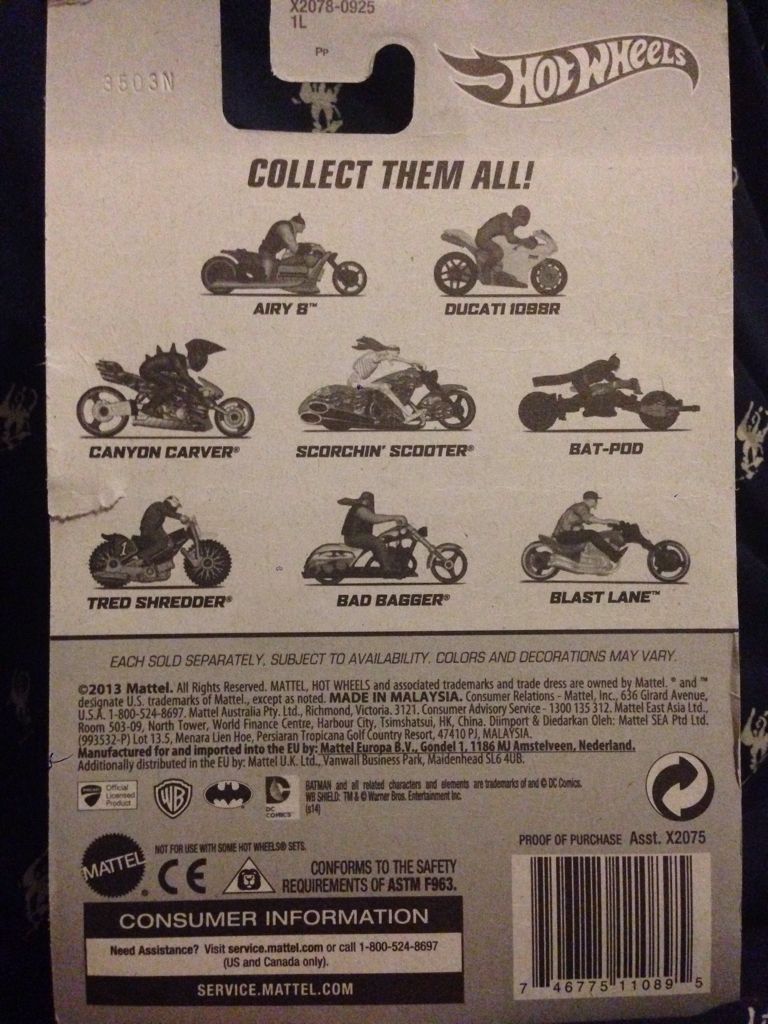 X2078-0925
1L
Pp
3503N
HOT WHEELS
COLLECT THEM ALL!
AIRY 8™
DUCATI 1098R
CANYON CARVER®
SCORCHIN' SCOOTER®
BAT-POD
1
TRED SHREDDER®
BAD BAGGER®
BLAST LANE™
EACH SOLD SEPARATELY, SUBJECT TO AVAILABILITY. COLORS AND DECORATIONS MAY VARY.
©2013 Mattel. All Rights Reserved. MATTEL, HOT WHEELS and associated trademarks and trade dress are owned by Mattel. ® and ™
designate U.S. trademarks of Mattel, except as noted. MADE IN MALAYSIA. Consumer Relations - Mattel, Inc., 636 Girard Avenue,
U.S.A. 1-800-524-8697. Mattel Australia Pty. Ltd., Richmond, Victoria. 3121. Consumer Advisory Service - 1300 135 312. Mattel East Asia Ltd.,
Room 503-09, North Tower, World Finance Centre, Harbour City, Tsimshatsui, HK, China. Diimport & Diedarkan Oleh: Mattel SEA Ptd Ltd.
(993532-P) Lot 13.5, Menara Lien Hoe, Persiaran Tropicana Golf Country Resort, 47410 PJ, MALAYSIA.
Manufactured for and imported into the EU by: Mattel Europa B.V., Gondel 1, 1186 MJ Amstelveen, Nederland.
Additionally distributed in the EU by: Mattel U.K. Ltd., Vanwall Business Park, Maidenhead SL6 4UB.
Official
Licensed
Product
WB
DC
COMICS
BATMAN and all related characters and elements are trademarks of and © DC Comics.
WB SHIELD: TM & © Warner Bros. Entertainment Inc.
(s14)
PROOF OF PURCHASE Asst. X2075
MATTEL
NOT FOR USE WITH SOME HOT WHEELS® SETS.
CE
CONFORMS TO THE SAFETY
REQUIREMENTS OF ASTM F963.
CONSUMER INFORMATION
Need Assistance? Visit service.mattel.com or call 1-800-524-8697
(US and Canada only).
SERVICE.MATTEL.COM
7 46775 11089 5